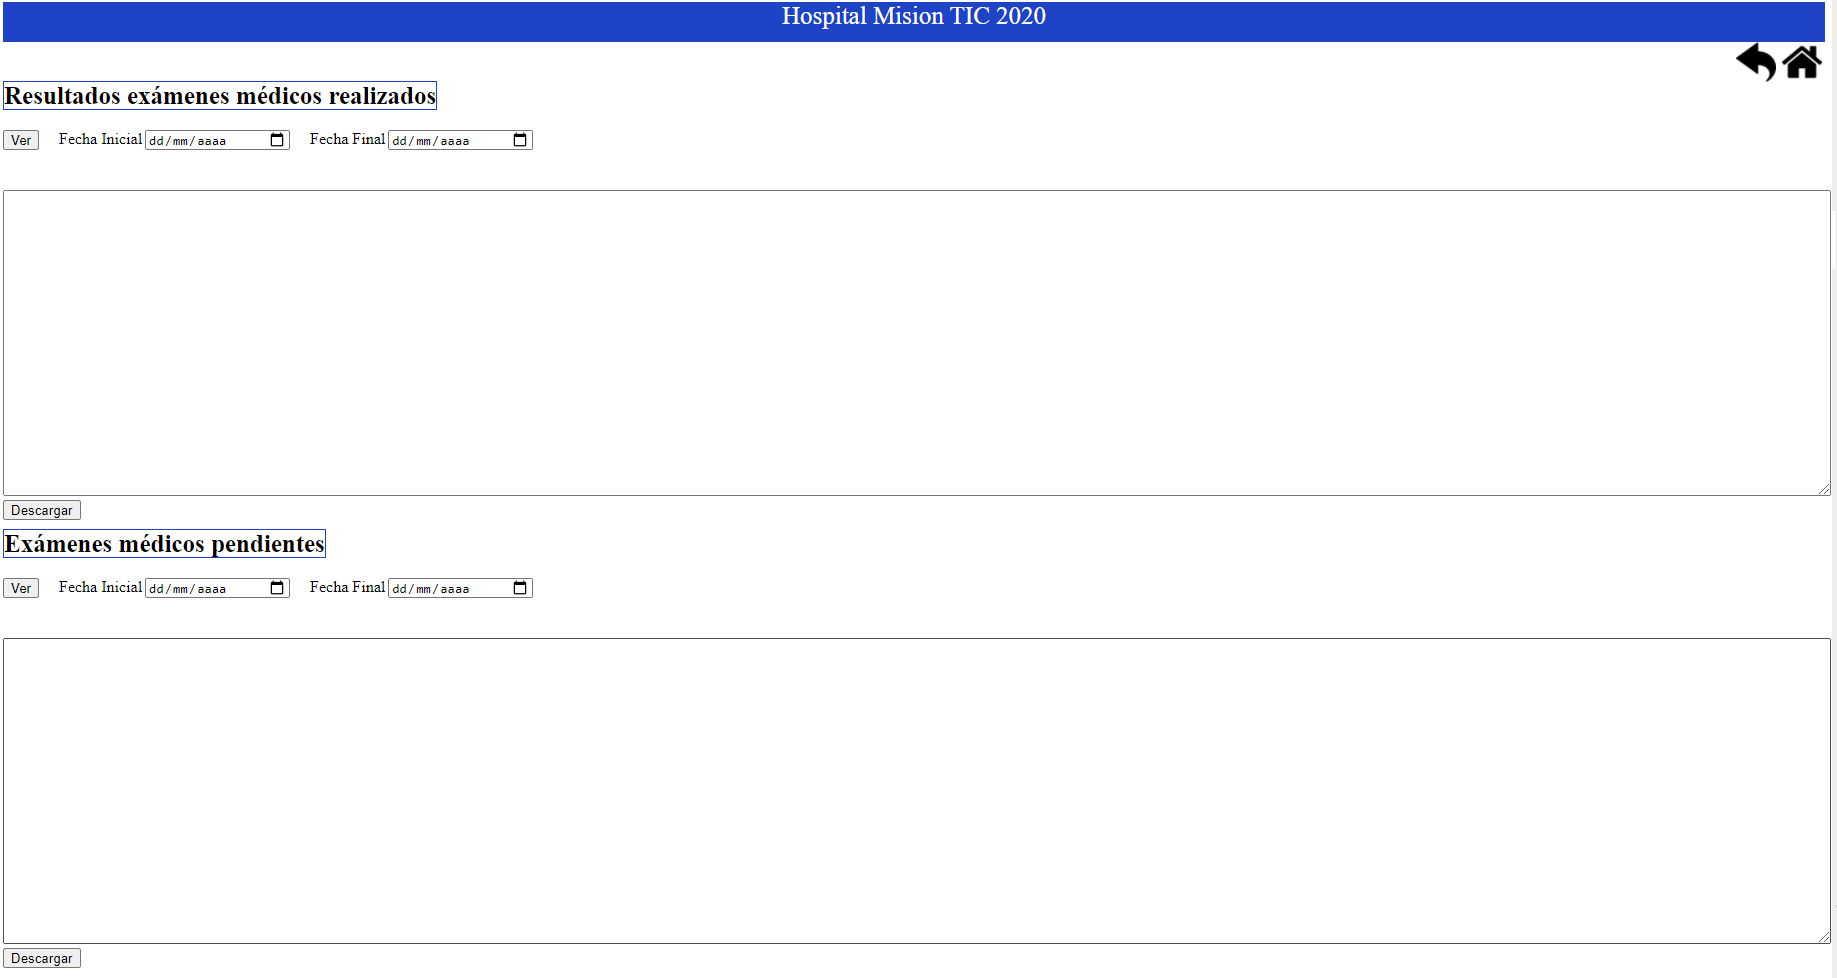 Hospital Mision TIC 2020
Resultados exámenes médicos realizados
Ver Fecha Inicial dd/mm/aaaa Fecha Final dd/mm/aaaa
Descargar
Exámenes médicos pendientes
Ver Fecha Inicial dd/mm/aaaa Fecha Final dd/mm/aaaa
Descargar